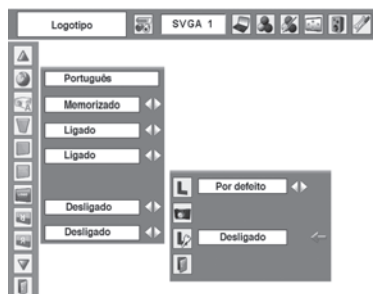 Logotipo
SVGA 1
Português
Memorizado
Ligado
Ligado
Desligado
Desligado
Por defeito
Desligado